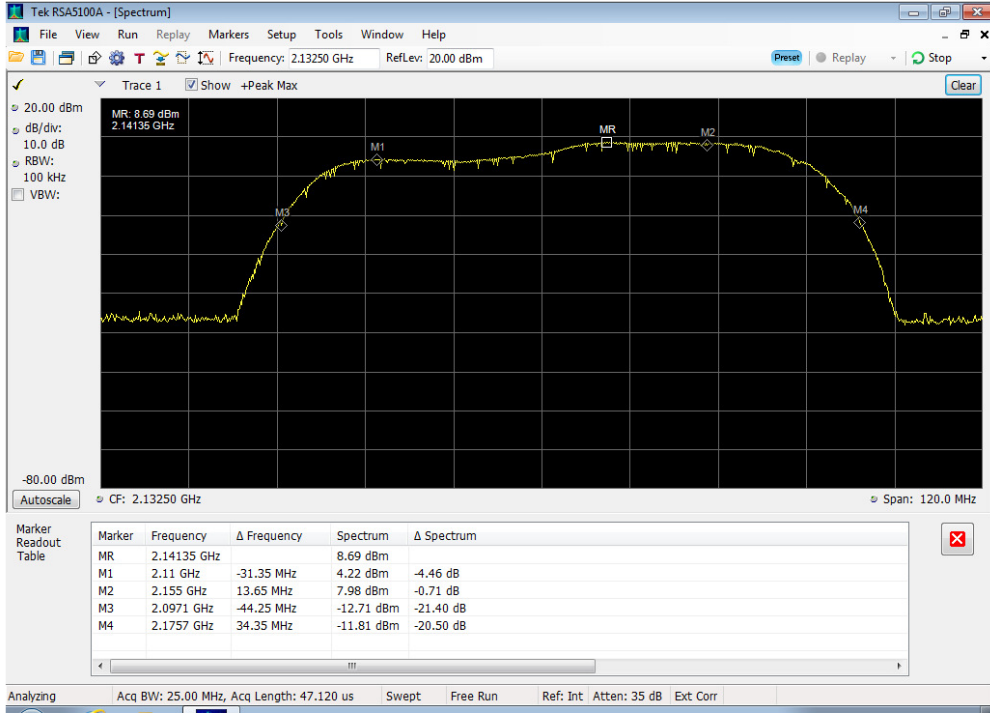 Tek RSA5100A - [Spectrum]
File View Run Replay Markers Setup Tools Window Help
T Frequency: 2.13250 GHz RefLev: 20.00 dBm Preset Replay Stop
Trace 1 Show +Peak Max Clear
20.00 dBm
dB/div:
10.0 dB
RBW:
100 kHz
VBW:
-80.00 dBm
Autoscale
MR: 8.69 dBm
2.14135 GHz
MR
M2
M1
M3
M4
CF: 2.13250 GHz Span: 120.0 MHz
Marker
Readout
Table
Marker Frequency Δ Frequency Spectrum Δ Spectrum
MR 2.14135 GHz 8.69 dBm
M1 2.11 GHz -31.35 MHz 4.22 dBm -4.46 dB
M2 2.155 GHz 13.65 MHz 7.98 dBm -0.71 dB
M3 2.0971 GHz -44.25 MHz -12.71 dBm -21.40 dB
M4 2.1757 GHz 34.35 MHz -11.81 dBm -20.50 dB
Analyzing Acq BW: 25.00 MHz, Acq Length: 47.120 us Swept Free Run Ref: Int Atten: 35 dB Ext Corr